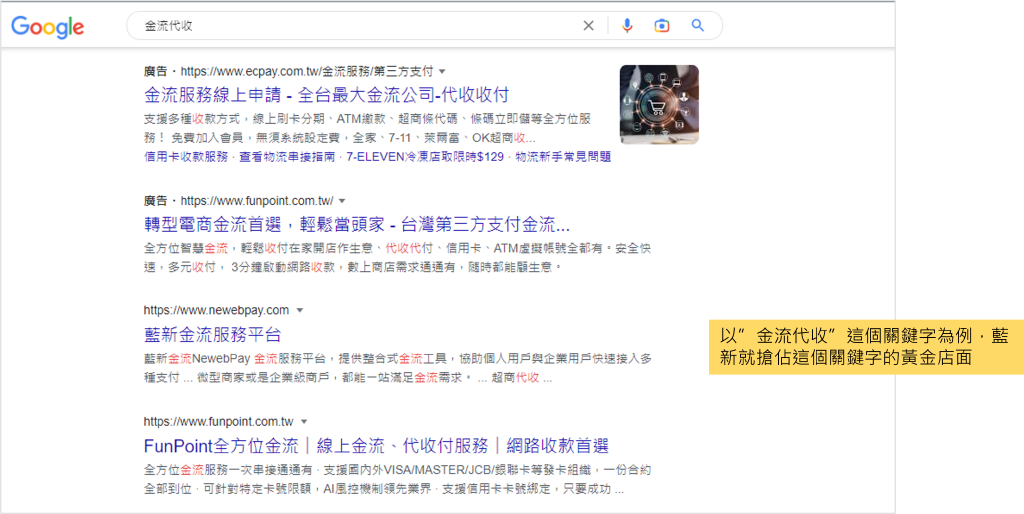 Google
金流代收
廣告・https://www.ecpay.com.tw/金流服務/第三方支付
金流服務線上申請 - 全台最大金流公司-代收收付
支援多種收款方式，線上刷卡分期、ATM繳款、超商條代碼、條碼立即儲等全方位服
務！ 免費加入會員，無須系統設定費，全家、7-11、萊爾富、OK超商收...
信用卡收款服務 · 查看物流串接指南 · 7-ELEVEN冷凍店取限時$129 · 物流新手常見問題
廣告・https://www.funpoint.com.tw/
轉型電商金流首選，輕鬆當頭家 - 台灣第三方支付金流...
全方位智慧金流，輕鬆收付在家開店作生意、代收代付、信用卡、ATM虛擬帳號全都有。安全快
速，多元收付， 3分鐘啟動網路收款，數上商店需求通通有，隨時都能顧生意。
https://www.newebpay.com
藍新金流服務平台
藍新金流NewebPay 金流服務平台，提供整合式金流工具，協助個人用戶與企業用戶快速接入多
種支付 ... 微型商家或是企業級商戶，都能一站滿足金流需求。 ... 超商代收 ...
以”金流代收”這個關鍵字為例，藍
新就搶佔這個關鍵字的黃金店面
https://www.funpoint.com.tw
FunPoint全方位金流｜線上金流、代收付服務｜網路收款首選
全方位金流服務一次串接通通有 · 支援國內外VISA/MASTER/JCB/銀聯卡等發卡組織，一份合約
全部到位 · 可針對特定卡號限額，AI風控機制領先業界 · 支援信用卡卡號綁定，只要成功 ...